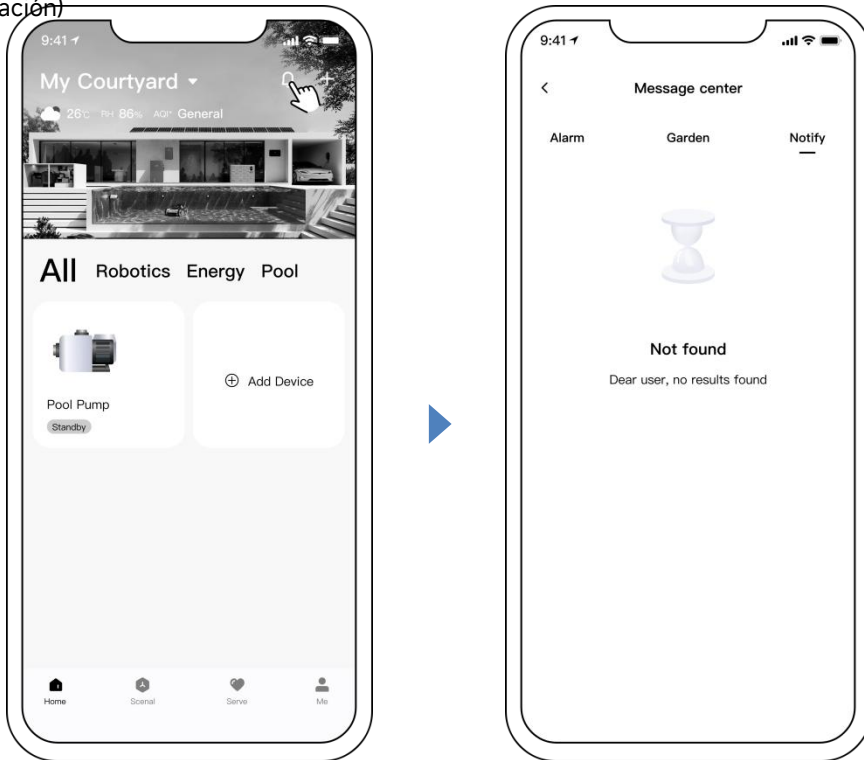 ación)
9:41
My Courtyard
26°C RH 86% AQI* General
All Robotics Energy Pool
Pool Pump
Standby
Add Device
Home Scenal Serve Me
9:41
Message center
Alarm Garden Notify
Not found
Dear user, no results found